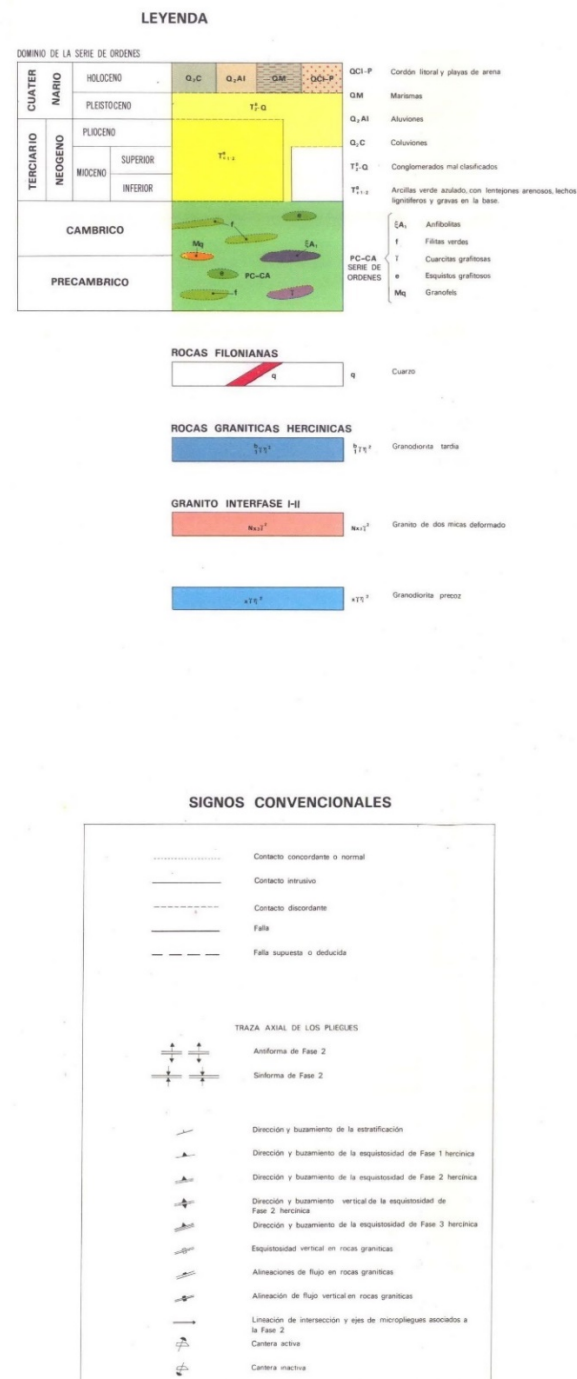 LEYENDA
DOMINIO DE LA SERIE DE ORDENES
CUATERNARIO
HOLOCENO
PLEISTOCENO
TERCIARIO
NEOGENO
PLIOCENO
MIOCENO
SUPERIOR
INFERIOR
CAMBRICO
PRECAMBRICO
Q₂C
Q₂Al
QM
QCl-P
f
e
Mq
ξA₁
e
PC-CA
f
QCl-P Cordón litoral y playas de arena
QM Marismas
Q₂Al Aluviones
Q₂C Coluviones
Conglomerados mal clasificados
Arcillas verde azulado, con lentejones arenosos, lechos
ligníferos y gravas en la base.
PC-CA
SERIE DE
ORDENES
ξA₁ Anfibolitas
f Filitas verdes
Cuarcitas grafitosas
e Esquistos grafitosos
Mq Granofels
ROCAS FILONIANAS
q
q Cuarzo
ROCAS GRANITICAS HERCINICAS
Granodiorita tardia
GRANITO INTERFASE I-II
Granito de dos micas deformado
Granodiorita precoz
SIGNOS CONVENCIONALES
Contacto concordante o normal
Contacto intrusivo
Contacto discordante
Falla
Falla supuesta o deducida
TRAZA AXIAL DE LOS PLIEGUES
Antiforma de Fase 2
Sinforma de Fase 2
Dirección y buzamiento de la estratificación
Dirección y buzamiento de la esquistosidad de Fase 1 hercínica
Dirección y buzamiento de la esquistosidad de Fase 2 hercínica
Dirección y buzamiento vertical de la esquistosidad de
Fase 2 hercínica
Dirección y buzamiento de la esquistosidad de Fase 3 hercínica
Esquistosidad vertical en rocas graníticas
Alineaciones de flujo en rocas graníticas
Alineación de flujo vertical en rocas graníticas
Lineación de intersección y ejes de micropliegues asociados a
la Fase 2
Cantera activa
Cantera inactiva